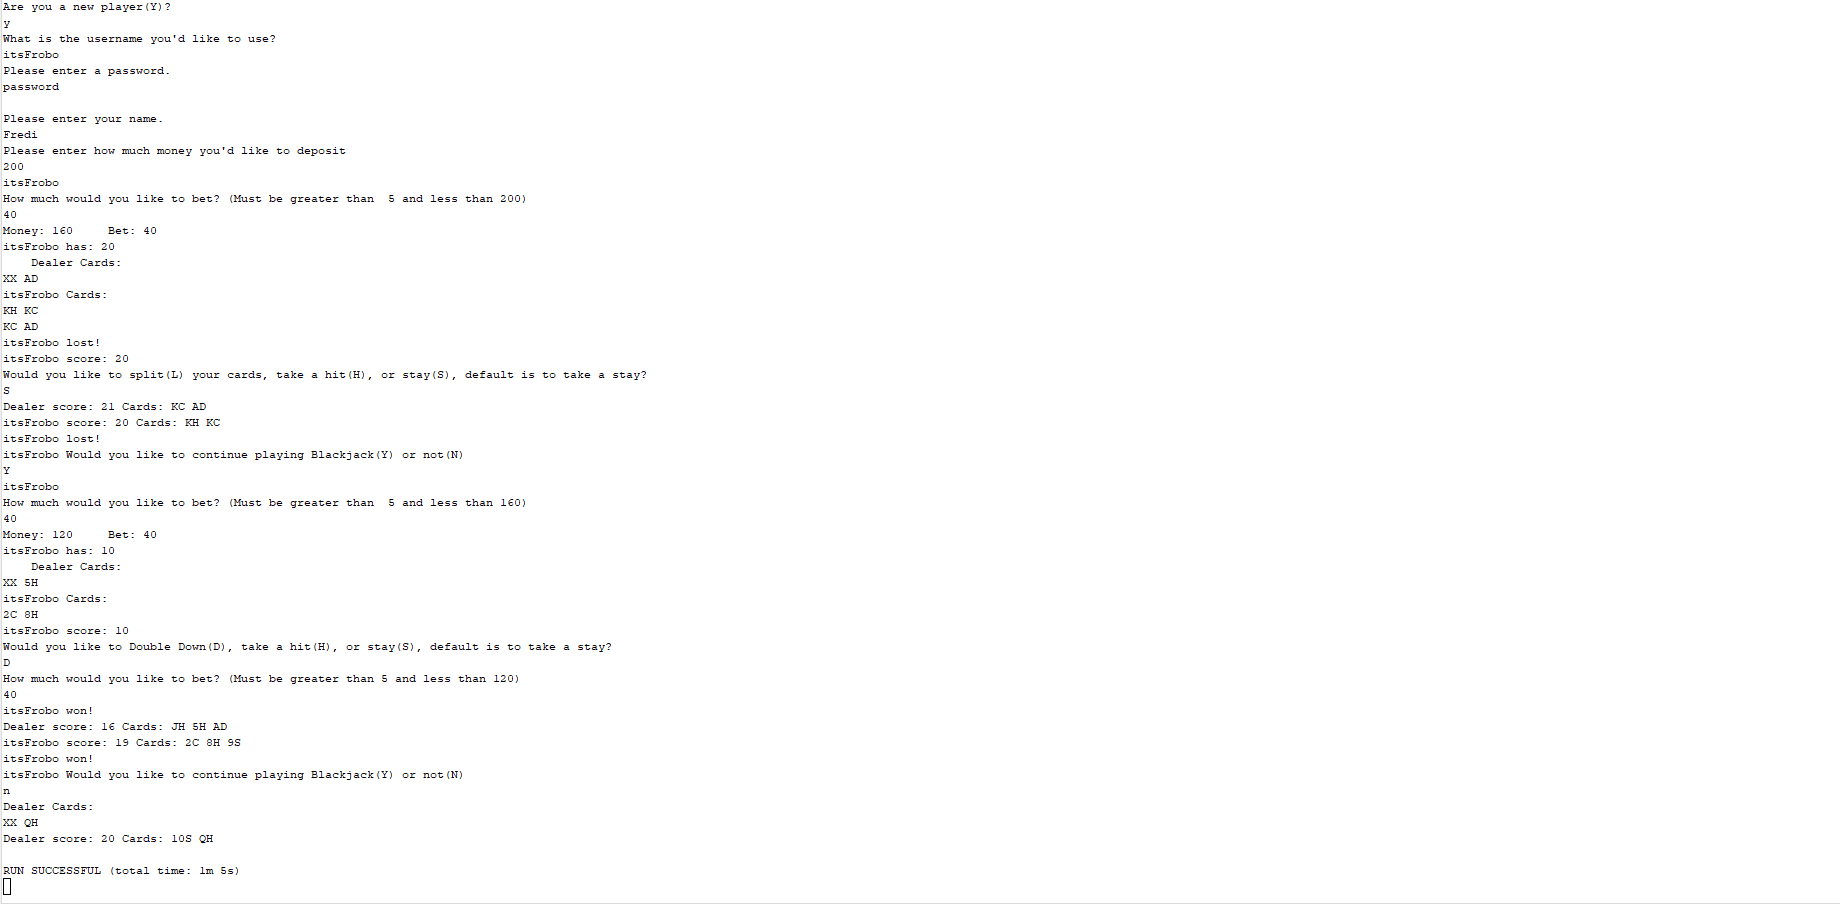 Are you a new player(Y)?
y
What is the username you'd like to use?
itsFrobo
Please enter a password.
password
Please enter your name.
Fredi
Please enter how much money you'd like to deposit
200
itsFrobo
How much would you like to bet? (Must be greater than  5 and less than 200)
40
Money: 160     Bet: 40
itsFrobo has: 20
    Dealer Cards:
XX AD
itsFrobo Cards:
KH KC
KC AD
itsFrobo lost!
itsFrobo score: 20
Would you like to split(L) your cards, take a hit(H), or stay(S), default is to take a stay?
S
Dealer score: 21 Cards: KC AD
itsFrobo score: 20 Cards: KH KC
itsFrobo lost!
itsFrobo Would you like to continue playing Blackjack(Y) or not(N)
Y
itsFrobo
How much would you like to bet? (Must be greater than  5 and less than 160)
40
Money: 120     Bet: 40
itsFrobo has: 10
    Dealer Cards:
XX 5H
itsFrobo Cards:
2C 8H
itsFrobo score: 10
Would you like to Double Down(D), take a hit(H), or stay(S), default is to take a stay?
D
How much would you like to bet? (Must be greater than 5 and less than 120)
40
itsFrobo won!
Dealer score: 16 Cards: JH 5H AD
itsFrobo score: 19 Cards: 2C 8H 9S
itsFrobo won!
itsFrobo Would you like to continue playing Blackjack(Y) or not(N)
n
Dealer Cards:
XX QH
Dealer score: 20 Cards: 10S QH
RUN SUCCESSFUL (total time: 1m 5s)